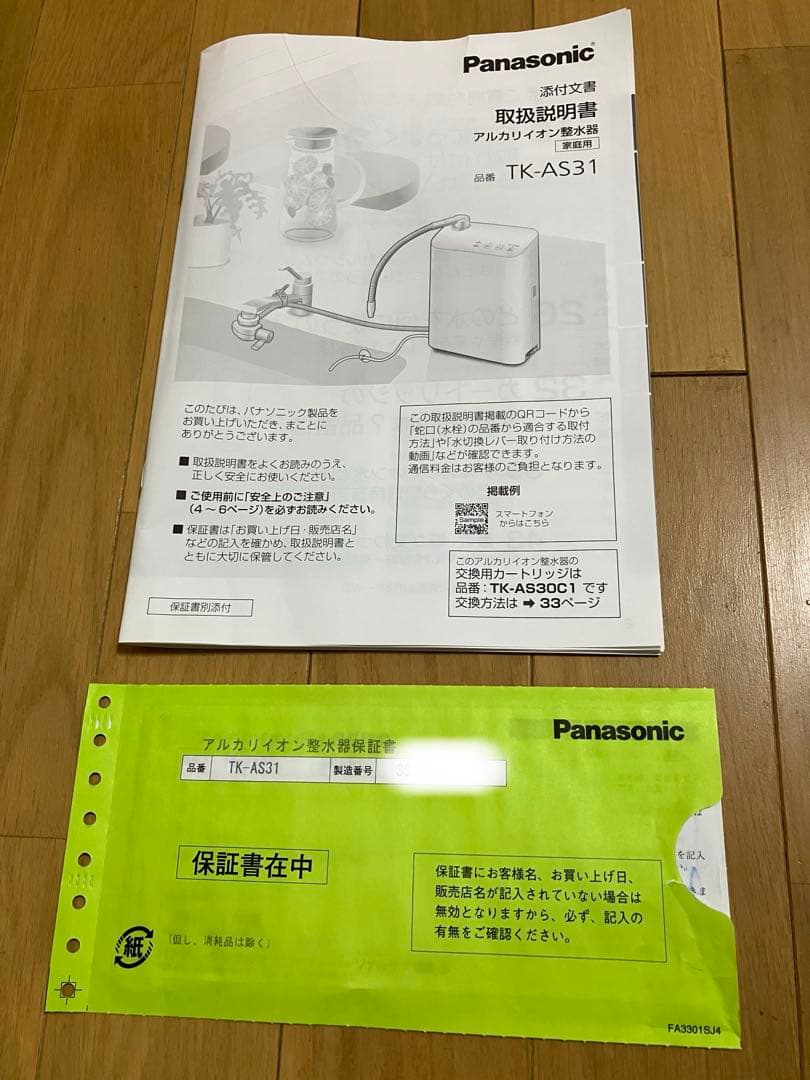 Panasonic
添付文書
取扱説明書
アルカリイオン整水器
家庭用
品番 TK-AS31
このたびは、パナソニック製品を
お買い上げいただき、まことに
ありがとうございます。
■ 取扱説明書をよくお読みのうえ、
正しく安全にお使いください。
■ ご使用前に「安全上のご注意」
(4 ~ 6ページ)を必ずお読みください。
■ 保証書は「お買い上げ日・販売店名」
などの記入を確かめ、取扱説明書と
ともに大切に保管してください。
保証書別添付
この取扱説明書掲載のQRコードから
「蛇口(水栓)の品番から適合する取付
方法」や「水切換レバー取り付け方法の
動画」などが確認できます。
通信料金はお客様のご負担となります。
掲載例
Sample
スマートフォン
からはこちら
このアルカリイオン整水器の
交換用カートリッジは
品番:TK-AS30C1 です
交換方法は ➡ 33ページ
Panasonic
アルカリイオン整水器保証書
品番 TK-AS31 製造番号
保証書在中
保証書にお客様名、お買い上げ日、
販売店名が記入されていない場合は
無効となりますから、必ず、記入の
有無をご確認ください。
紙
(但し、消耗品は除く)
を記入
FA3301SJ4